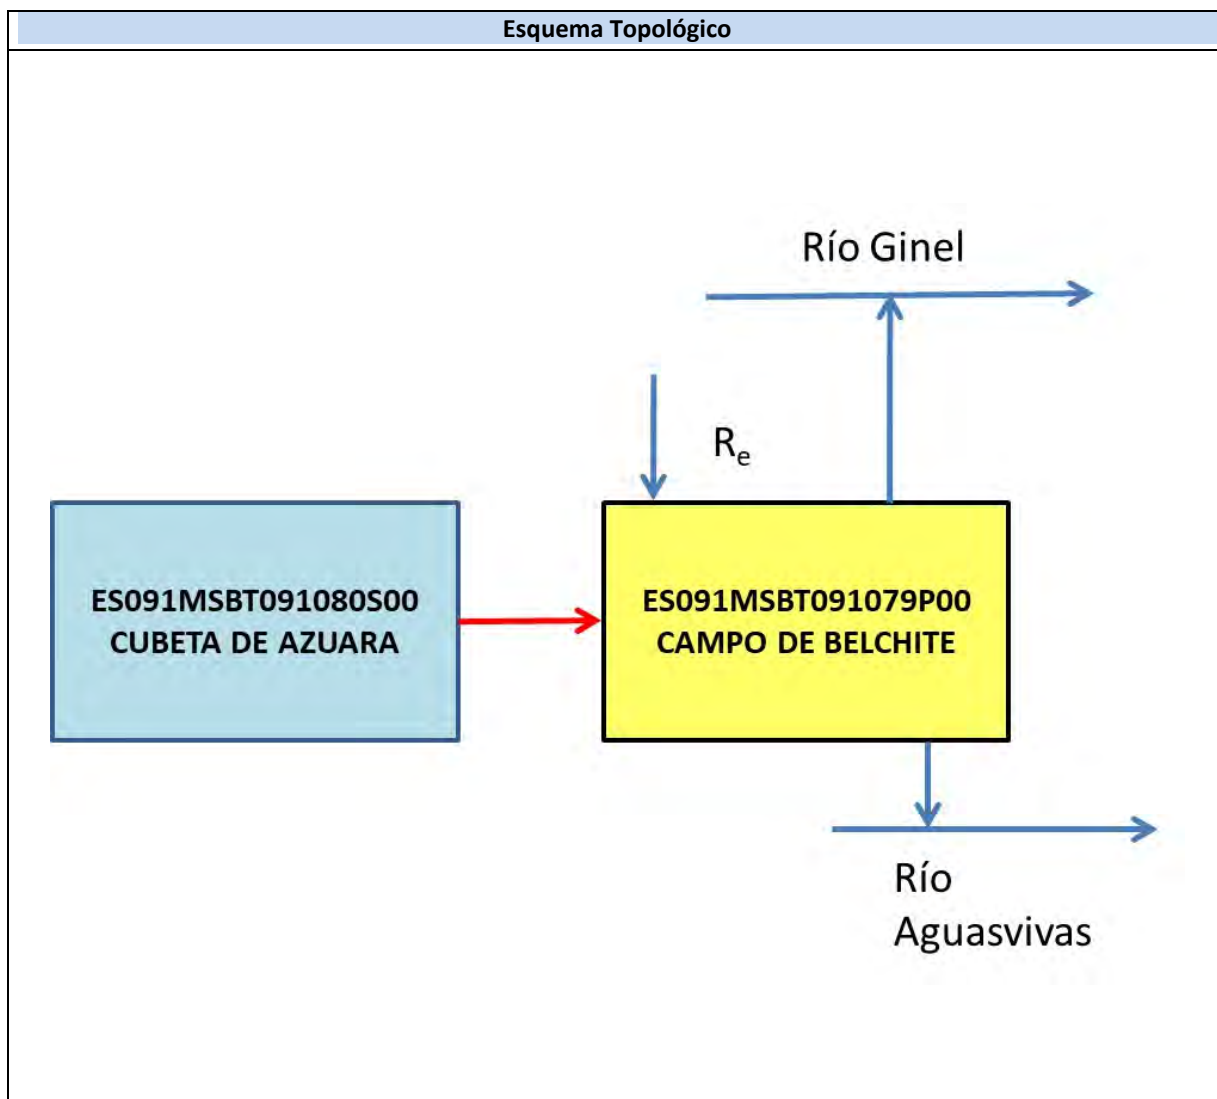 Esquema Topológico
Río Ginel
Re
ES091MSBT091080S00
CUBETA DE AZUARA
ES091MSBT091079P00
CAMPO DE BELCHITE
Río
Aguasvivas